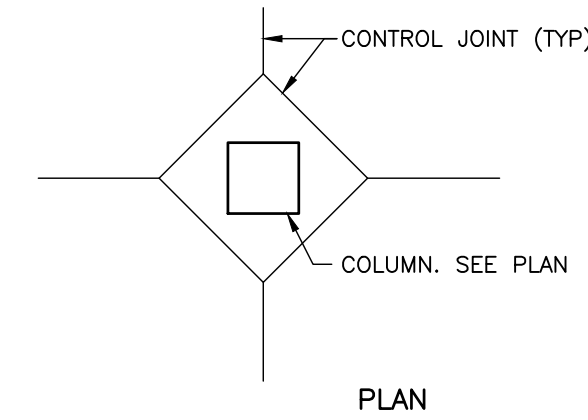 CONTROL JOINT (TYP)
COLUMN. SEE PLAN
PLAN